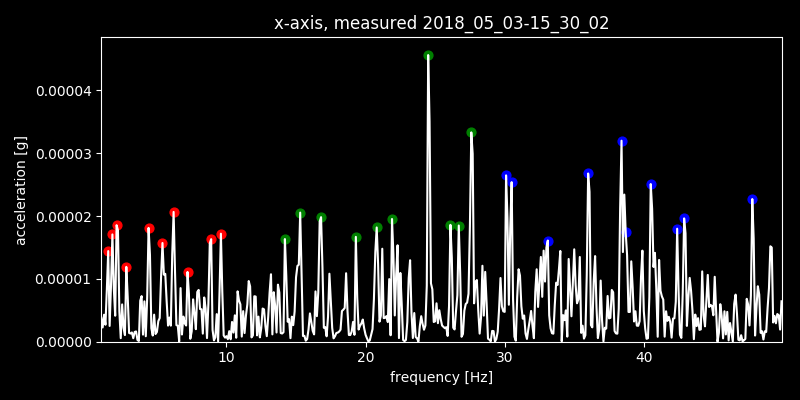 x-axis, measured 2018_05_03-15_30_02
acceleration [g]
0.00004
0.00003
0.00002
0.00001
0.00000
10 20 30 40
frequency [Hz]